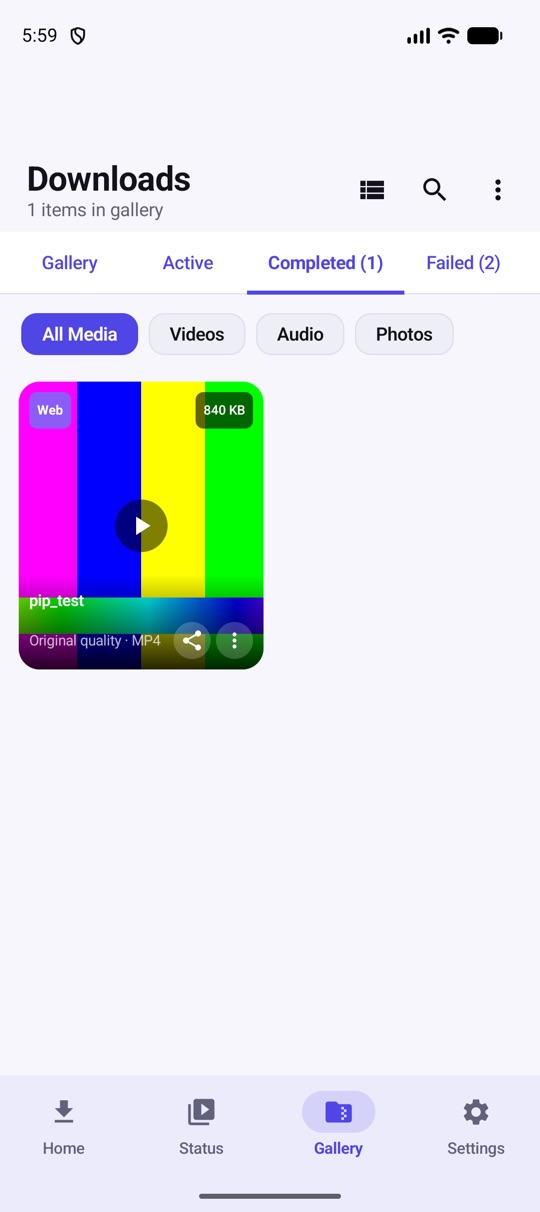 5:59
Downloads
1 items in gallery
Gallery
Active
Completed (1)
Failed (2)
All Media
Videos
Audio
Photos
Web
840 KB
pip_test
Original quality · MP4
Home
Status
Gallery
Settings